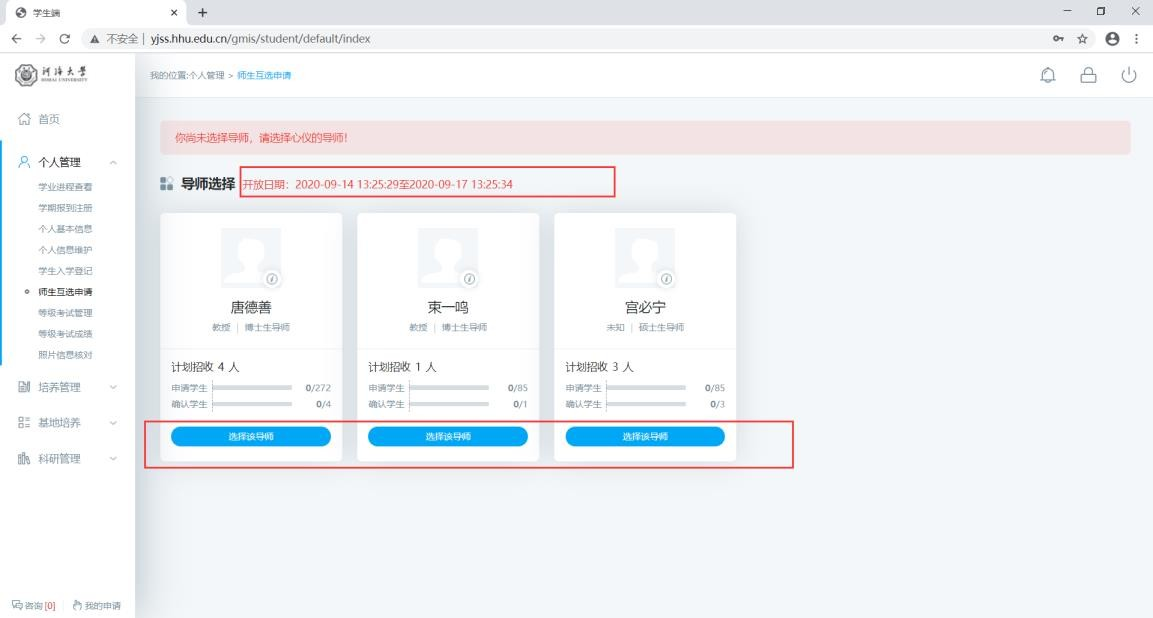 学生端
不安全 | yjss.hhu.edu.cn/gmis/student/default/index
河海大学
HOHAI UNIVERSITY
我的位置:个人管理 > 师生互选申请
首页
个人管理
学业进程查看
学期报到注册
个人基本信息
个人信息维护
学生入学登记
师生互选申请
等级考试管理
等级考试成绩
照片信息核对
培养管理
基地培养
科研管理
咨询[0]
我的申请
你尚未选择导师，请选择心仪的导师！
导师选择 开放日期：2020-09-14 13:25:29至2020-09-17 13:25:34
唐德善
教授 | 博士生导师
计划招收 4 人
申请学生 0/272
确认学生 0/4
选择该导师
束一鸣
教授 | 博士生导师
计划招收 1 人
申请学生 0/85
确认学生 0/1
选择该导师
宫必宁
未知 | 硕士生导师
计划招收 3 人
申请学生 0/85
确认学生 0/3
选择该导师